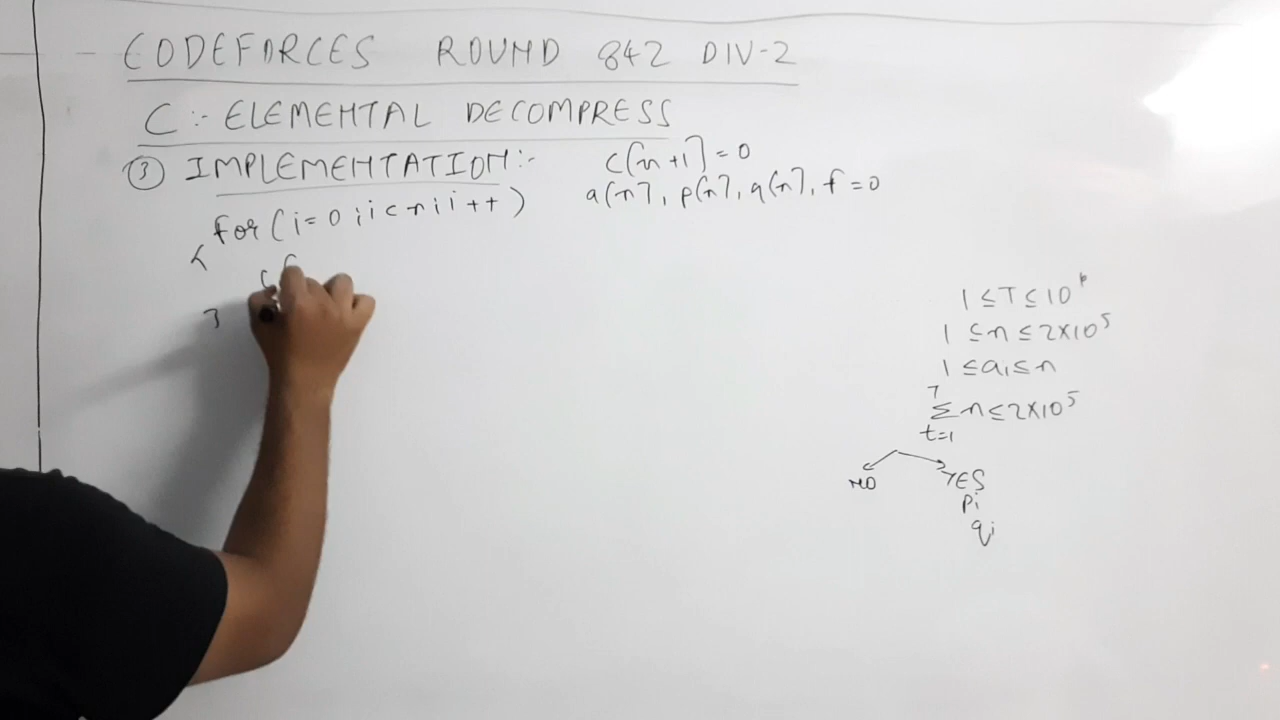 CODEFORCES ROUND 842 DIV-2
C:- ELEMENTAL DECOMPRESS
③ IMPLEMENTATION:-
c[n+1]=0
a[n], p[n], q[n], f=0
for(i=0;i<n;i++)
{
c[
}
1≤T≤10⁴
1≤n≤2×10⁵
1≤ai≤n
T
Σn≤2×10⁵
t=1
NO YES
pi
qi